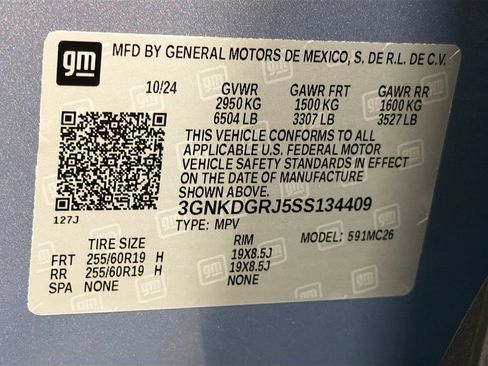 gm MFD BY GENERAL MOTORS DE MEXICO, S. DE R.L. DE C.V.
10/24 GVWR GAWR FRT GAWR RR
2950 KG 1500 KG 1600 KG
6504 LB 3307 LB 3527 LB
THIS VEHICLE CONFORMS TO ALL
APPLICABLE U.S. FEDERAL MOTOR
VEHICLE SAFETY STANDARDS IN EFFECT
ON THE DATE OF MANUFACTURE
SHOWN ABOVE.
3GNKDGRJ5SS134409
127J TYPE: MPV MODEL: 591MC26
TIRE SIZE RIM
FRT 255/60R19 H 19X8.5J
RR 255/60R19 H 19X8.5J
SPA NONE NONE